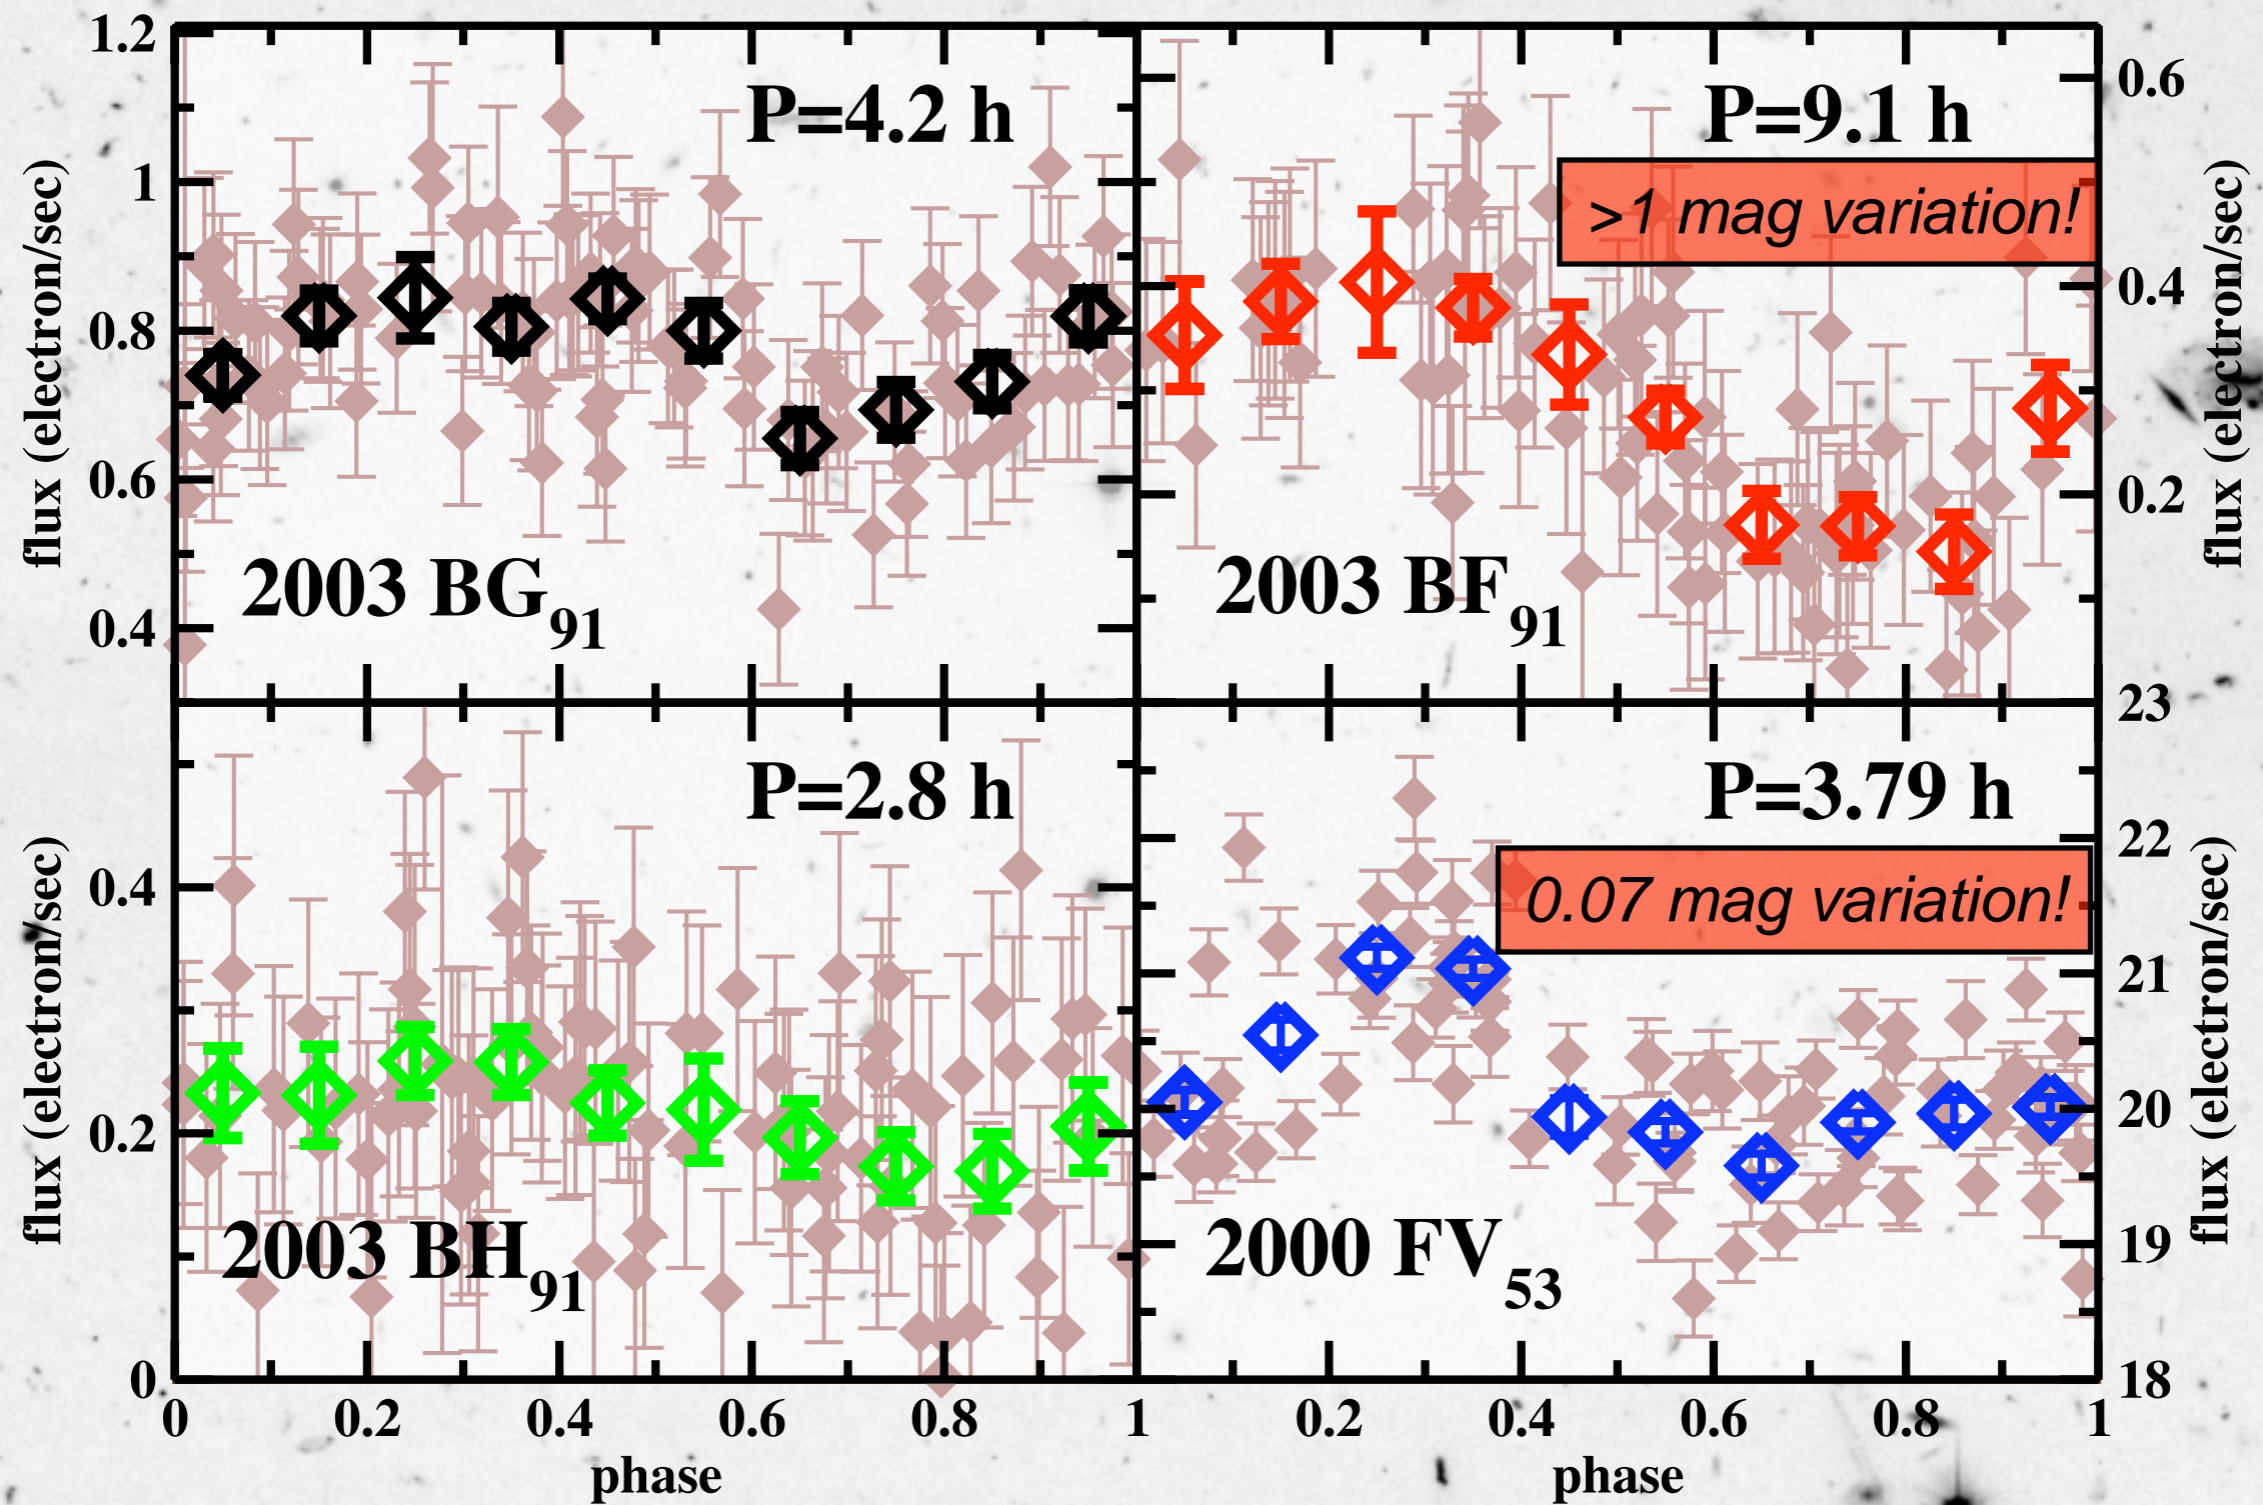 1.2
1
0.8
0.6
0.4
flux (electron/sec)
P=4.2 h
2003 BG91
P=9.1 h
>1 mag variation!
2003 BF91
0.6
0.4
0.2
flux (electron/sec)
0.4
0.2
0
flux (electron/sec)
P=2.8 h
2003 BH91
P=3.79 h
0.07 mag variation!
2000 FV53
23
22
21
20
19
18
flux (electron/sec)
0 0.2 0.4 0.6 0.8 1 0.2 0.4 0.6 0.8 1
phase phase